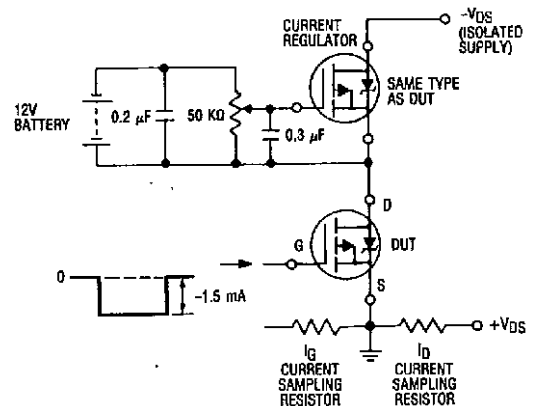 -VDS
(ISOLATED
SUPPLY)
CURRENT
REGULATOR
SAME TYPE
AS DUT
12V
BATTERY
0.2 µF
50 KΩ
0.3 µF
D
G
DUT
S
0
-1.5 mA
+VDS
IG
CURRENT
SAMPLING
RESISTOR
ID
CURRENT
SAMPLING
RESISTOR